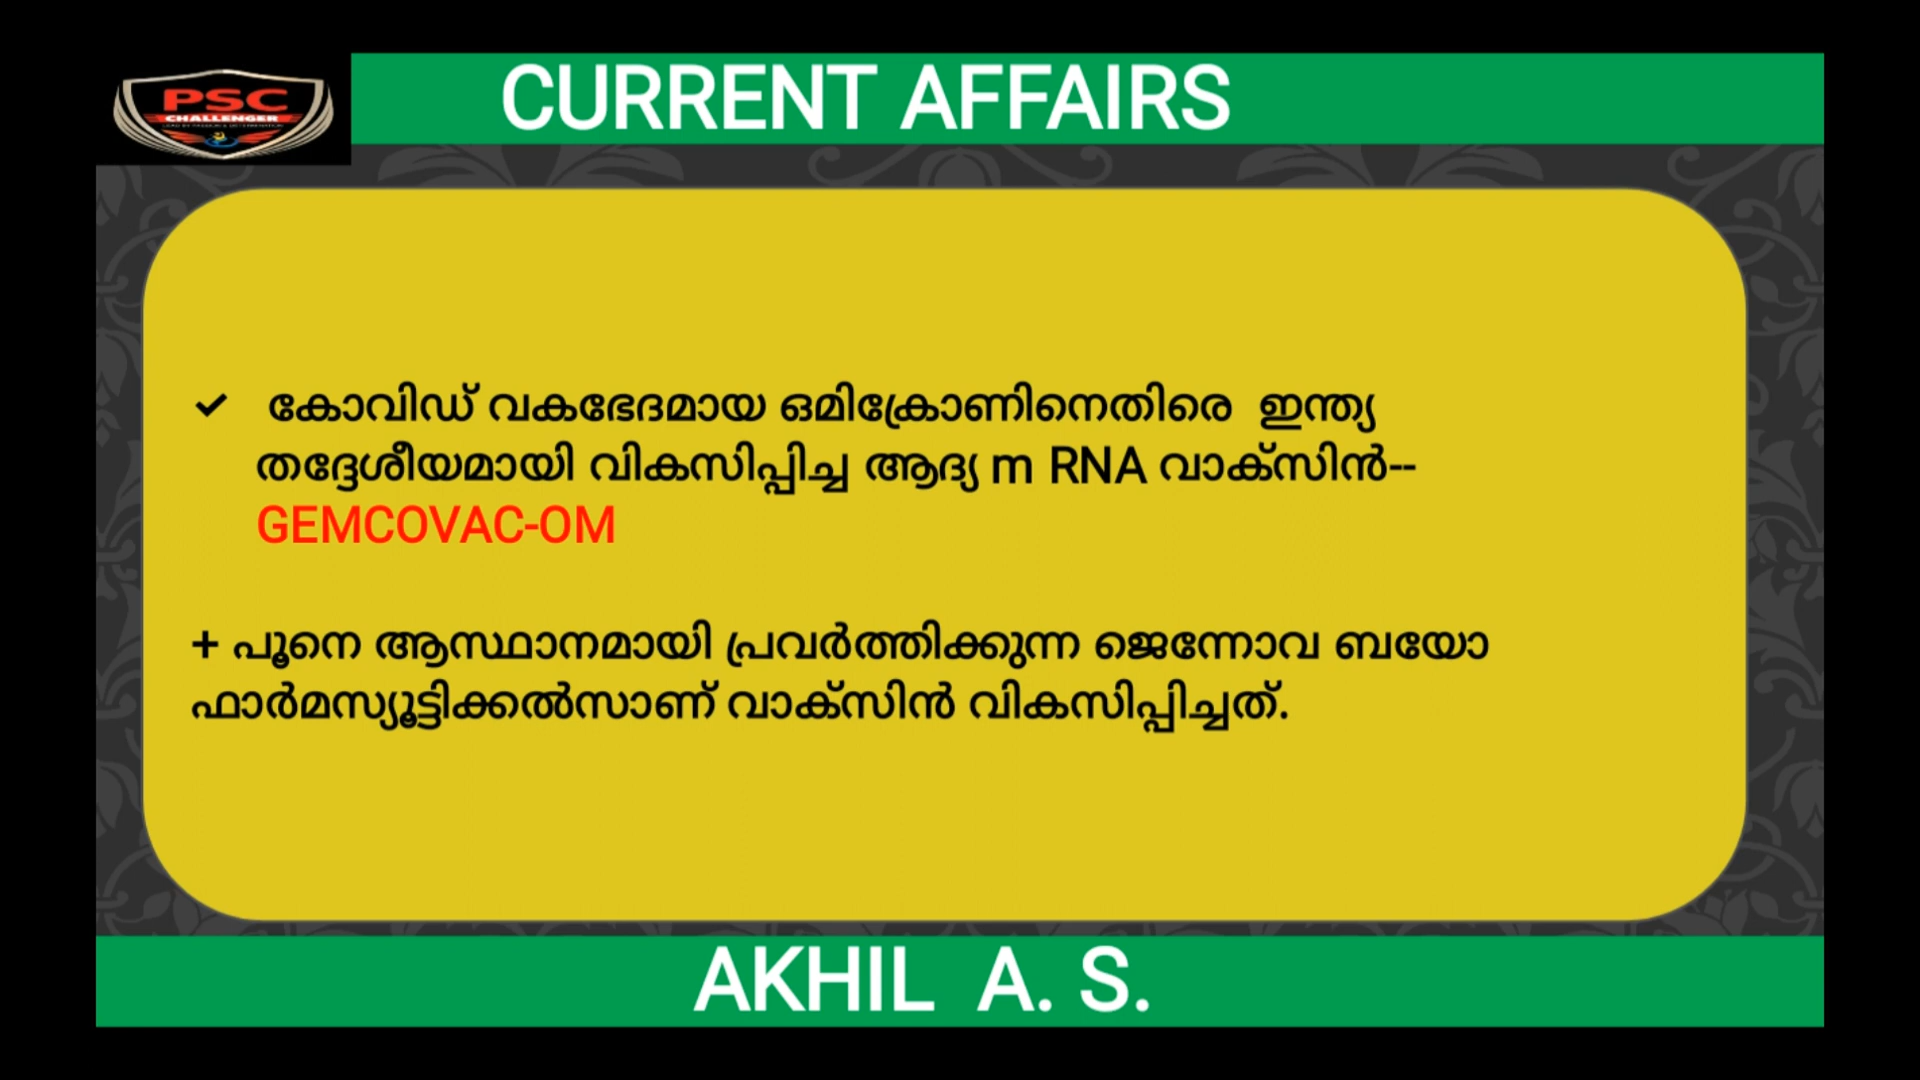 PSC
CHALLENGER
CURRENT AFFAIRS
✓ കോവിഡ് വകഭേദമായ ഒമിക്രോണിനെതിരെ ഇന്ത്യ
തദ്ദേശീയമായി വികസിപ്പിച്ച ആദ്യ m RNA വാക്സിൻ--
GEMCOVAC-OM
+ പൂനെ ആസ്ഥാനമായി പ്രവർത്തിക്കുന്ന ജെന്നോവ ബയോ
ഫാർമസ്യൂട്ടിക്കൽസാണ് വാക്സിൻ വികസിപ്പിച്ചത്.
AKHIL A. S.